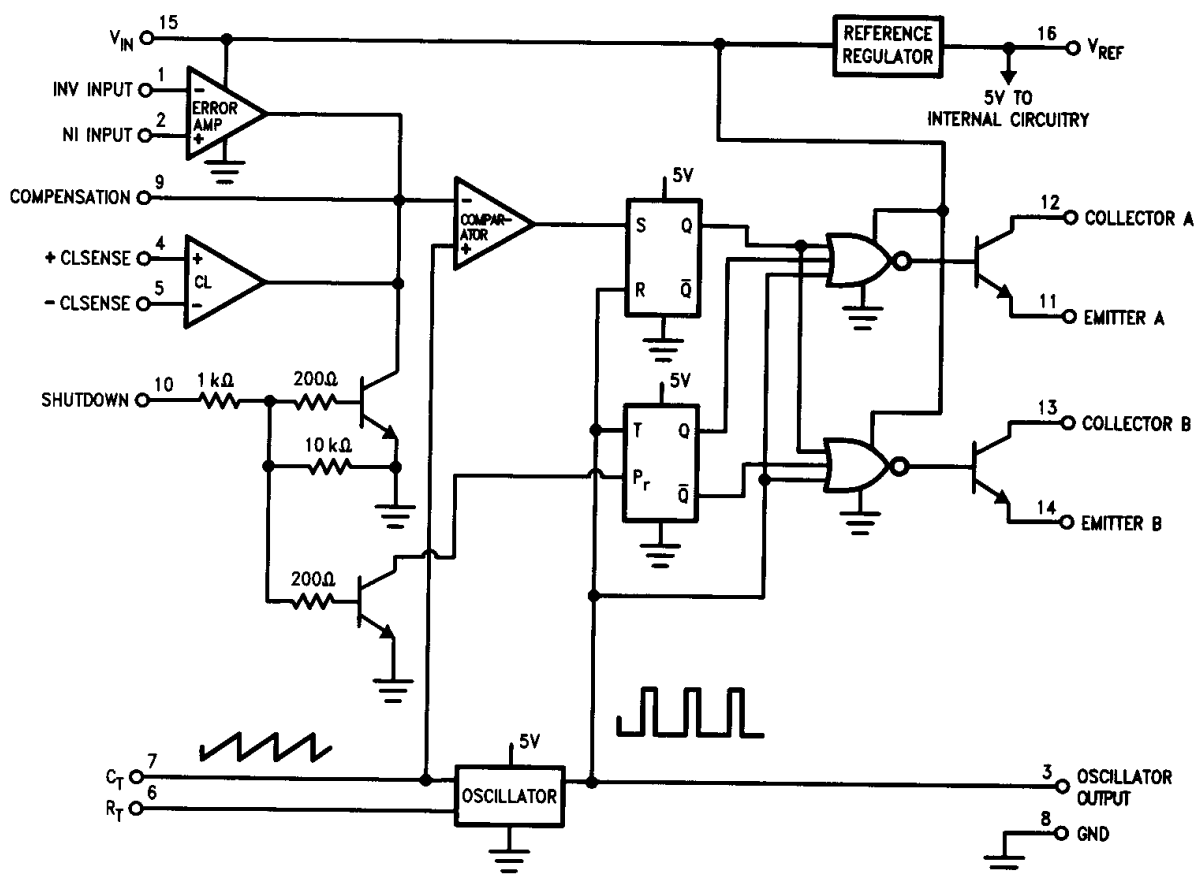 V_IN 15
REFERENCE
REGULATOR
16 V_REF
5V TO
INTERNAL CIRCUITRY
INV INPUT 1
NI INPUT 2
-
ERROR
AMP
+
COMPENSATION 9
+ CLSENSE 4
- CLSENSE 5
+
CL
-
-
COMPAR-
ATOR
+
5V
S Q
R Q̅
5V
T Q
P_r Q̅
12 COLLECTOR A
11 EMITTER A
13 COLLECTOR B
14 EMITTER B
SHUTDOWN 10
1 kΩ
200Ω
10 kΩ
200Ω
C_T 7
R_T 6
5V
OSCILLATOR
3 OSCILLATOR
OUTPUT
8 GND